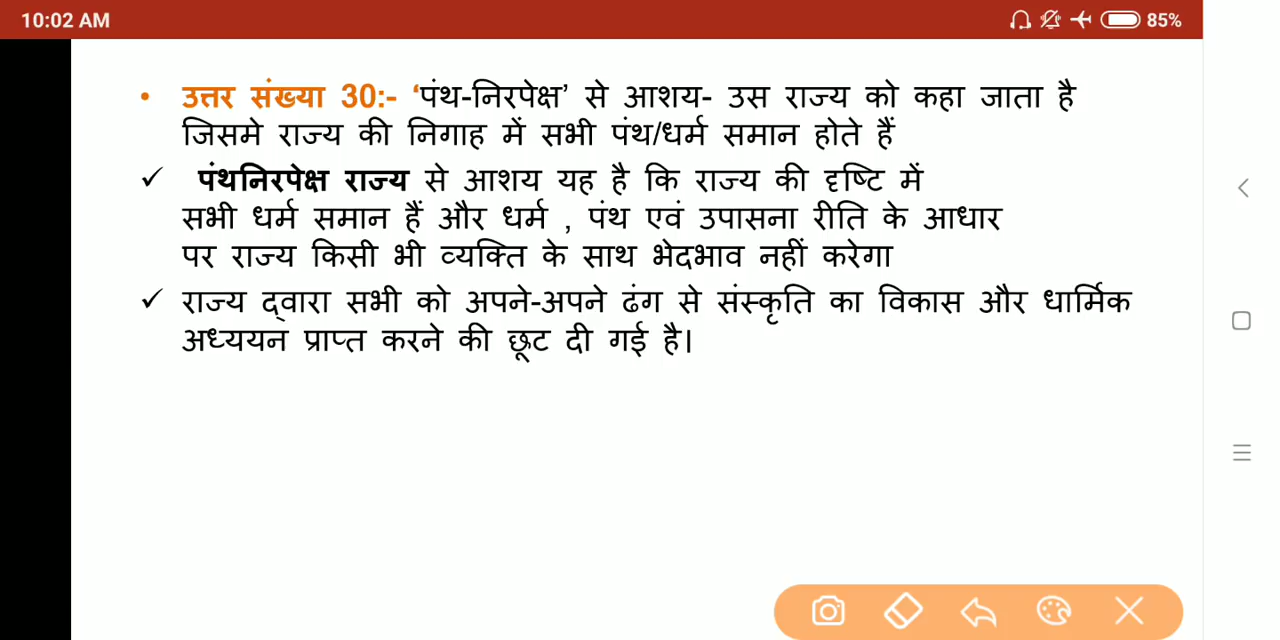 10:02 AM
85%
• उत्तर संख्या 30:- ‘पंथ-निरपेक्ष’ से आशय- उस राज्य को कहा जाता है
जिसमे राज्य की निगाह में सभी पंथ/धर्म समान होते हैं
✓ पंथनिरपेक्ष राज्य से आशय यह है कि राज्य की दृष्टि में
सभी धर्म समान हैं और धर्म , पंथ एवं उपासना रीति के आधार
पर राज्य किसी भी व्यक्ति के साथ भेदभाव नहीं करेगा
✓ राज्य द्वारा सभी को अपने-अपने ढंग से संस्कृति का विकास और धार्मिक
अध्ययन प्राप्त करने की छूट दी गई है।